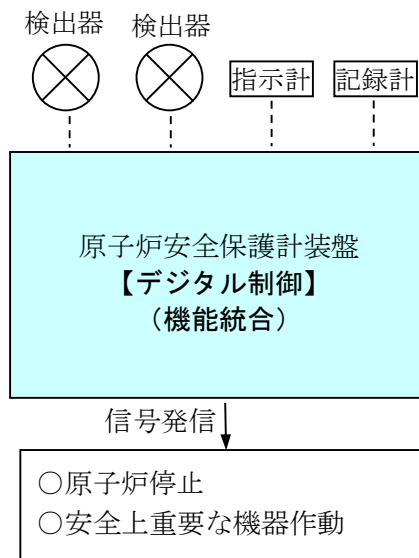 検出器
検出器
指示計
記録計
原子炉安全保護計装盤
【デジタル制御】
（機能統合）
信号発信
○原子炉停止
○安全上重要な機器作動